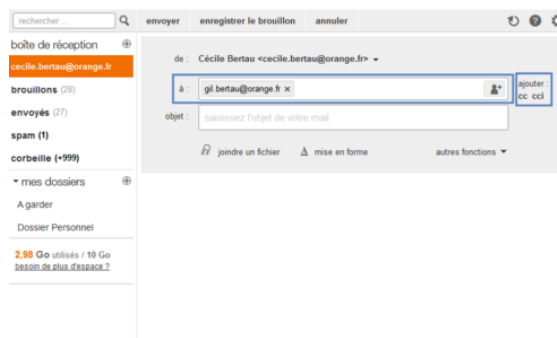 rechercher ...
envoyer enregistrer le brouillon annuler
boîte de réception
cecile.bertau@orange.fr
brouillons (28)
envoyés (27)
spam (1)
corbeille (+999)
mes dossiers
A garder
Dossier Personnel
2,98 Go utilisés / 10 Go
besoin de plus d'espace ?
de : Cécile Bertau <cecile.bertau@orange.fr>
à : gil.bertau@orange.fr × ajouter :
cc cci
objet : saisissez l'objet de votre mail
joindre un fichier mise en forme autres fonctions